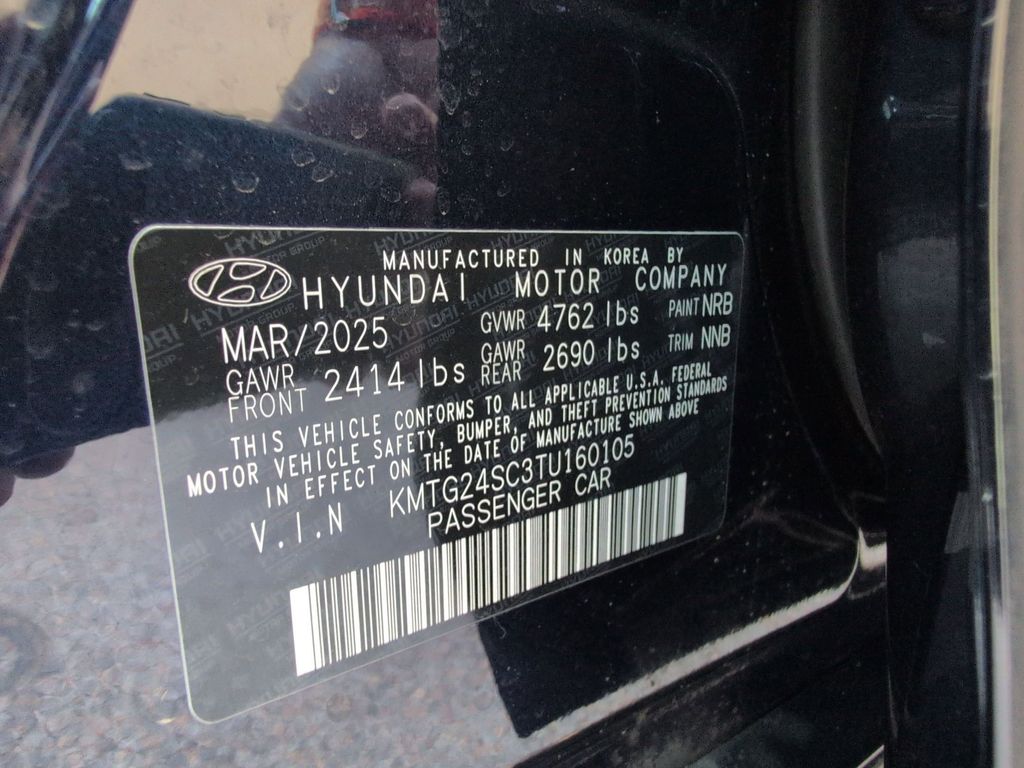 MANUFACTURED IN KOREA BY
HYUNDAI MOTOR COMPANY
MAR/2025 GVWR 4762 lbs PAINT NRB
GAWR FRONT 2414 lbs GAWR REAR 2690 lbs TRIM NNB
THIS VEHICLE CONFORMS TO ALL APPLICABLE U.S.A. FEDERAL
MOTOR VEHICLE SAFETY, BUMPER, AND THEFT PREVENTION STANDARDS
IN EFFECT ON THE DATE OF MANUFACTURE SHOWN ABOVE
V.I.N KMTG24SC3TU160105
PASSENGER CAR